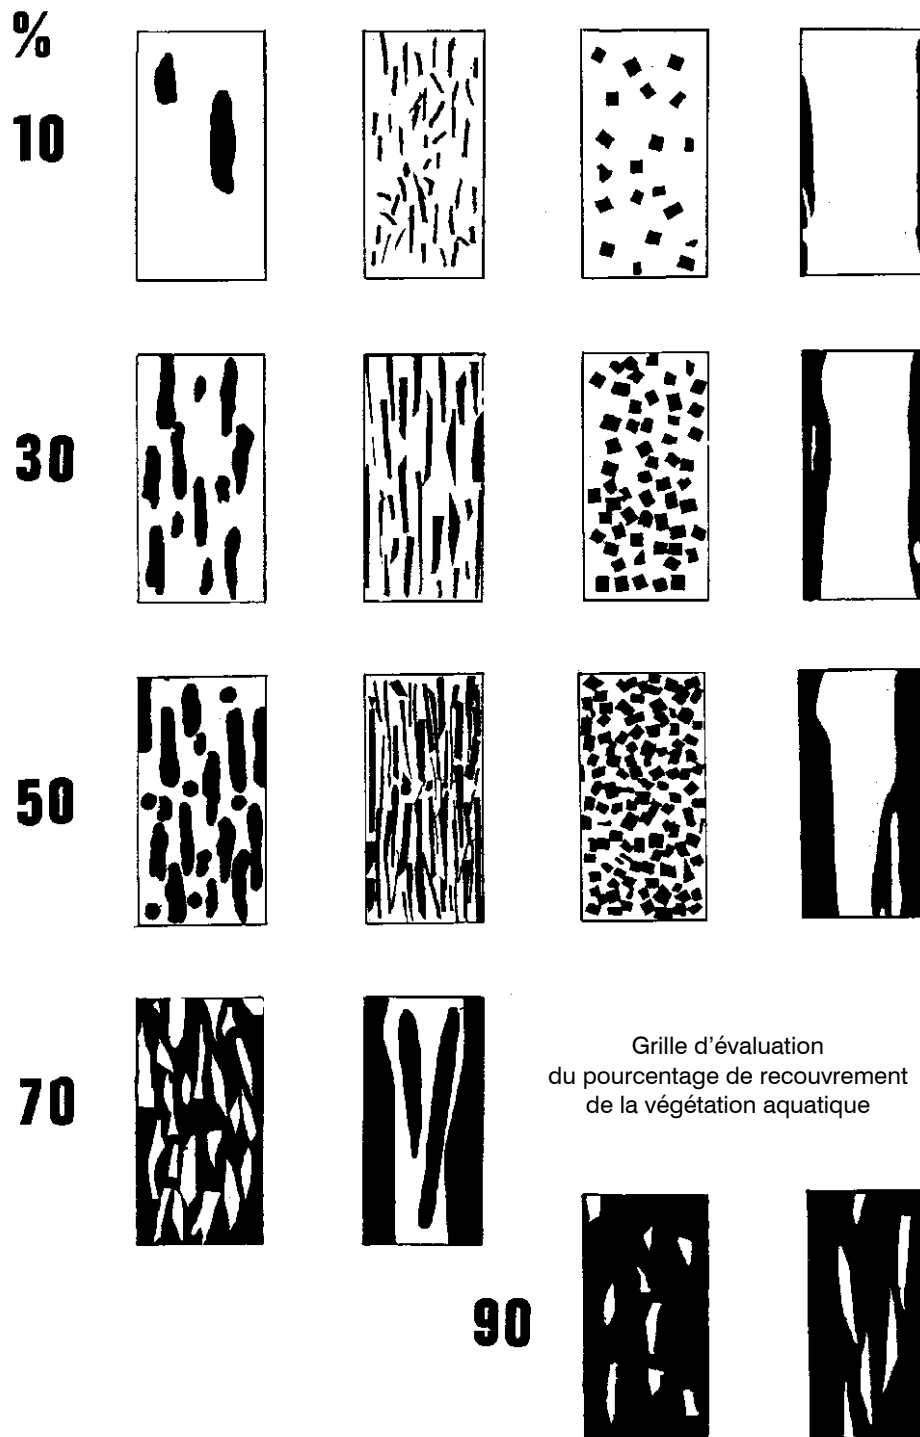 %
10
30
50
70
Grille d'évaluation
du pourcentage de recouvrement
de la végétation aquatique
90